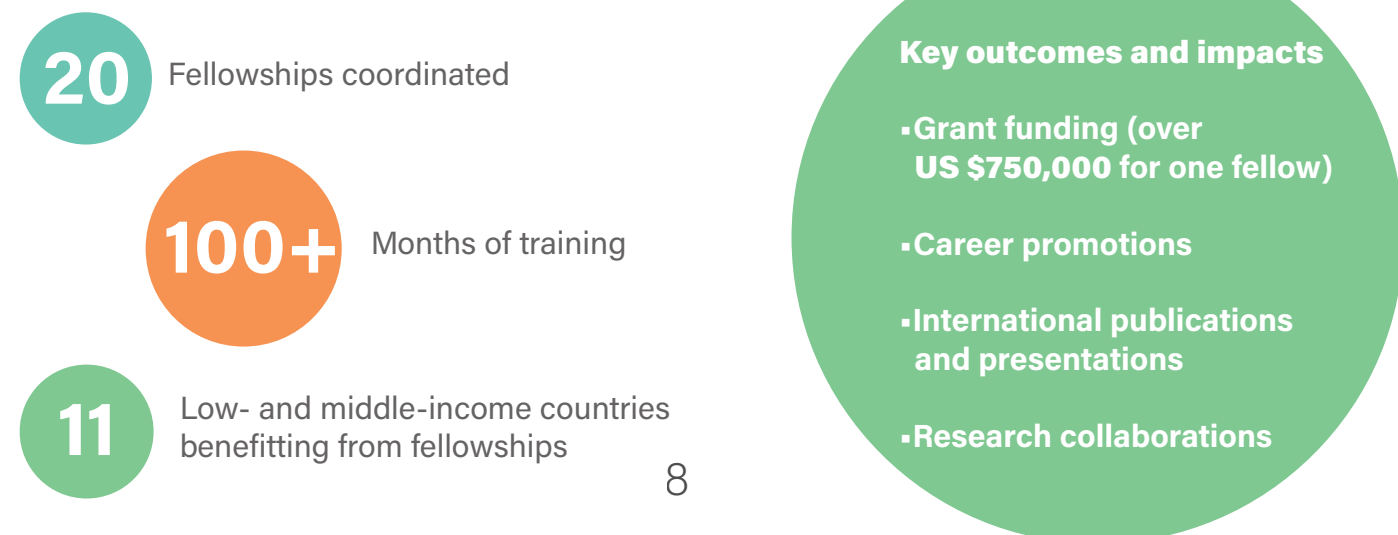 20
Fellowships coordinated
100+
Months of training
11
Low- and middle-income countries
benefitting from fellowships
8
Key outcomes and impacts
▪Grant funding (over
US $750,000 for one fellow)
▪Career promotions
▪International publications
and presentations
▪Research collaborations